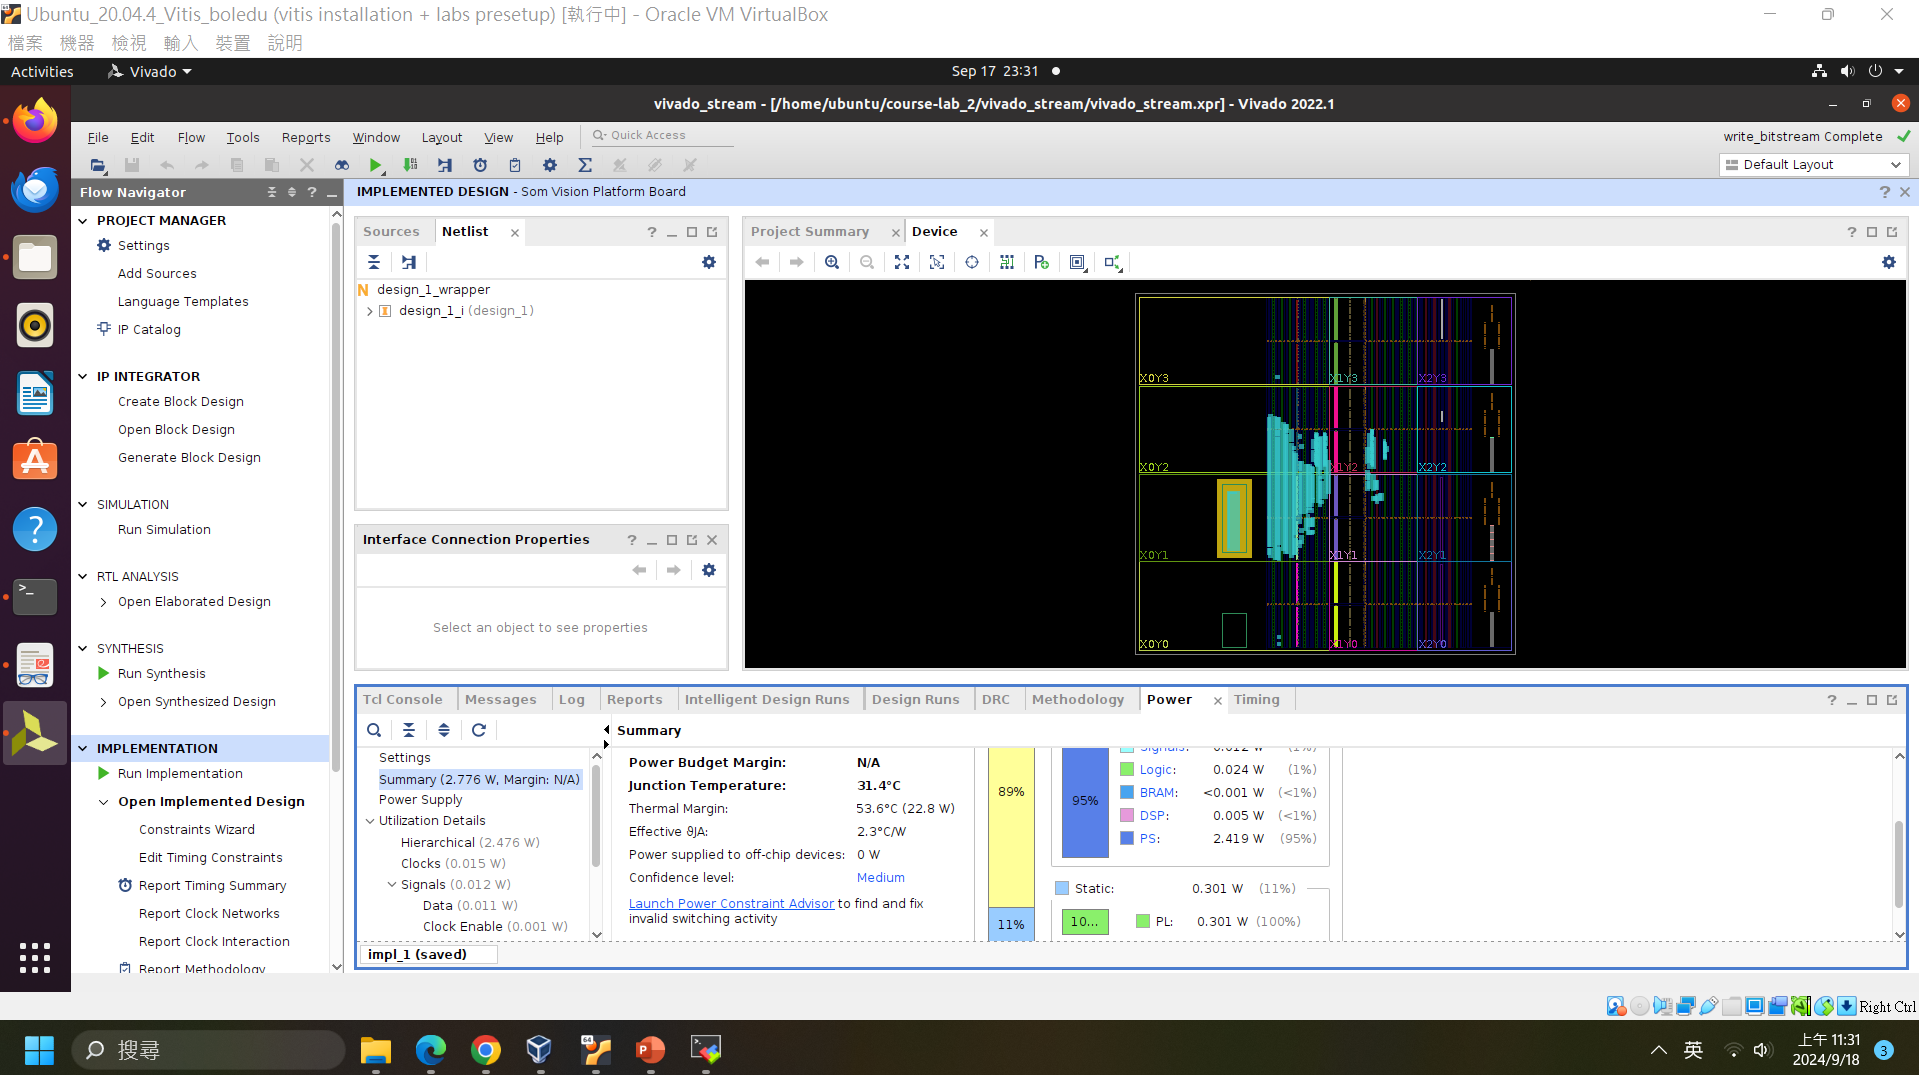 Ubuntu_20.04.4_Vitis_boledu (vitis installation + labs presetup) [執行中] - Oracle VM VirtualBox
檔案 機器 檢視 輸入 裝置 說明
Activities Vivado Sep 17 23:31
vivado_stream - [/home/ubuntu/course-lab_2/vivado_stream/vivado_stream.xpr] - Vivado 2022.1
File Edit Flow Tools Reports Window Layout View Help Quick Access write_bitstream Complete
Default Layout
Flow Navigator
PROJECT MANAGER
Settings
Add Sources
Language Templates
IP Catalog
IP INTEGRATOR
Create Block Design
Open Block Design
Generate Block Design
SIMULATION
Run Simulation
RTL ANALYSIS
Open Elaborated Design
SYNTHESIS
Run Synthesis
Open Synthesized Design
IMPLEMENTATION
Run Implementation
Open Implemented Design
Constraints Wizard
Edit Timing Constraints
Report Timing Summary
Report Clock Networks
Report Clock Interaction
Report Methodology
IMPLEMENTED DESIGN - Som Vision Platform Board
Sources Netlist
design_1_wrapper
design_1_i (design_1)
Interface Connection Properties
Select an object to see properties
Project Summary Device
X0Y3 X1Y3 X2Y3
X0Y2 X1Y2 X2Y2
X0Y1 X1Y1 X2Y1
X0Y0 X1Y0 X2Y0
Tcl Console Messages Log Reports Intelligent Design Runs Design Runs DRC Methodology Power Timing
Settings
Summary (2.776 W, Margin: N/A)
Power Supply
Utilization Details
Hierarchical (2.476 W)
Clocks (0.015 W)
Signals (0.012 W)
Data (0.011 W)
Clock Enable (0.001 W)
Summary
Power Budget Margin: N/A
Junction Temperature: 31.4°C
Thermal Margin: 53.6°C (22.8 W)
Effective ϑJA: 2.3°C/W
Power supplied to off-chip devices: 0 W
Confidence level: Medium
Launch Power Constraint Advisor to find and fix
invalid switching activity
89%
11%
95%
Signals: 0.012 W (1%)
Logic: 0.024 W (1%)
BRAM: <0.001 W (<1%)
DSP: 0.005 W (<1%)
PS: 2.419 W (95%)
Static: 0.301 W (11%)
10... PL: 0.301 W (100%)
impl_1 (saved)
Right Ctrl
搜尋
64
英
上午 11:31
2024/9/18
3